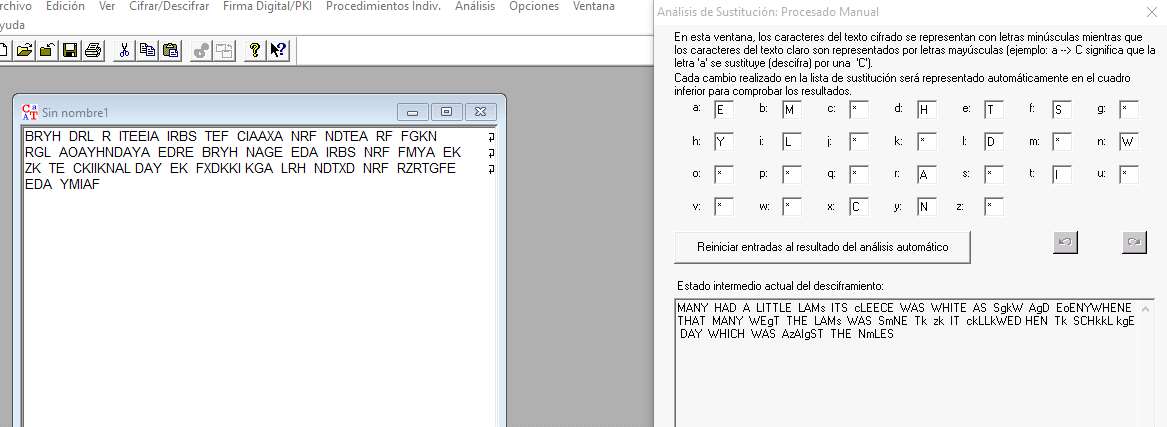 rchivo Edición Ver Cifrar/Descifrar Firma Digital/PKI Procedimientos Indiv. Análisis Opciones Ventana
yuda
Sin nombre1
BRYH DRL R ITEEIA IRBS TEF CIAAXA NRF NDTEA RF FGKN
RGL AOAYHNDAYA EDRE BRYH NAGE EDA IRBS NRF FMYA EK
ZK TE CKIIKNAL DAY EK FXDKKI KGA LRH NDTXD NRF RZRTGFE
EDA YMIAF
Análisis de Sustitución: Procesado Manual
En esta ventana, los caracteres del texto cifrado se representan con letras minúsculas mientras que
los caracteres del texto claro son representados por letras mayúsculas (ejemplo: a --> C significa que la
letra 'a' se sustituye (descifra) por una 'C').
Cada cambio realizado en la lista de sustitución será representado automáticamente en el cuadro
inferior para comprobar los resultados.
a: E b: M c: * d: H e: T f: S g: *
h: Y i: L j: * k: * l: D m: * n: W
o: * p: * q: * r: A s: * t: I u: *
v: * w: * x: C y: N z: *
Reiniciar entradas al resultado del análisis automático
Estado intermedio actual del desciframiento:
MANY HAD A LITTLE LAMs ITS cLEECE WAS WHITE AS SgkW AgD EoENYWHENE
THAT MANY WEgT THE LAMs WAS SmNE Tk zk IT ckLLkWED HEN Tk SCHkkL kgE
DAY WHICH WAS AzAIgST THE NmLES